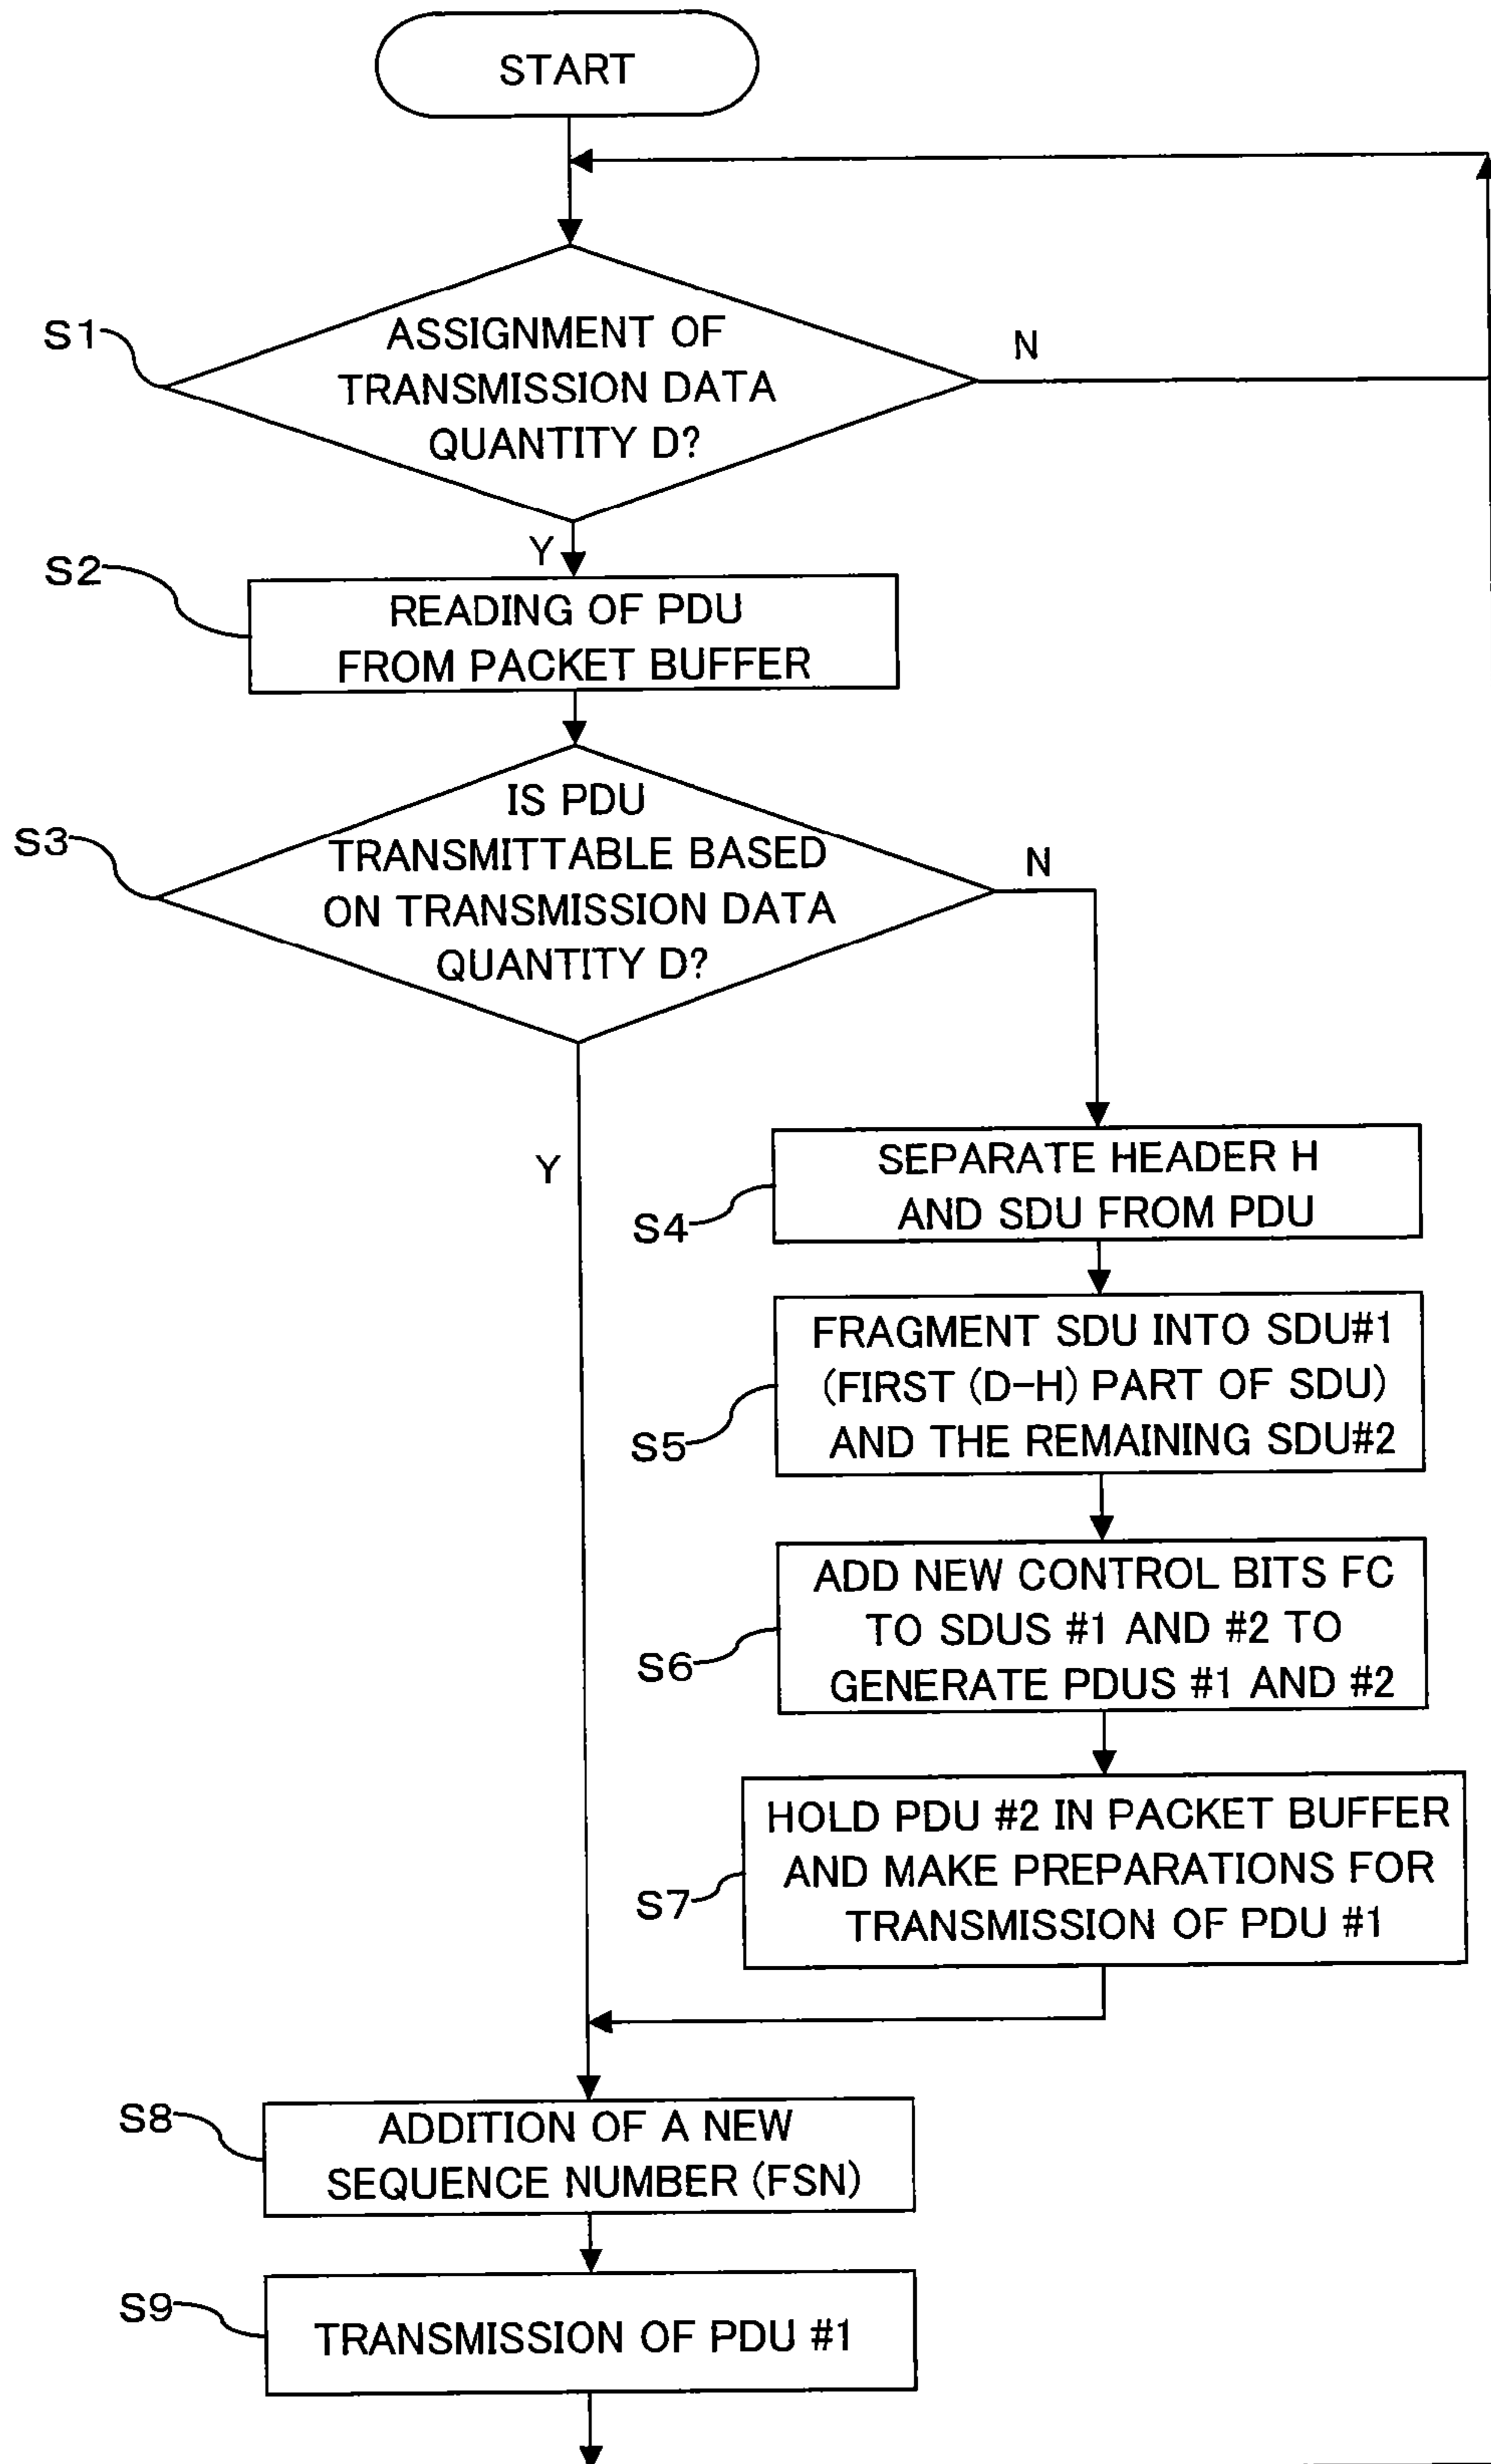 START
S1
ASSIGNMENT OF
TRANSMISSION DATA
QUANTITY D?
N
Y
S2
READING OF PDU
FROM PACKET BUFFER
S3
IS PDU
TRANSMITTABLE BASED
ON TRANSMISSION DATA
QUANTITY D?
N
Y
S4
SEPARATE HEADER H
AND SDU FROM PDU
S5
FRAGMENT SDU INTO SDU#1
(FIRST (D-H) PART OF SDU)
AND THE REMAINING SDU#2
S6
ADD NEW CONTROL BITS FC
TO SDUS #1 AND #2 TO
GENERATE PDUS #1 AND #2
S7
HOLD PDU #2 IN PACKET BUFFER
AND MAKE PREPARATIONS FOR
TRANSMISSION OF PDU #1
S8
ADDITION OF A NEW
SEQUENCE NUMBER (FSN)
S9
TRANSMISSION OF PDU #1